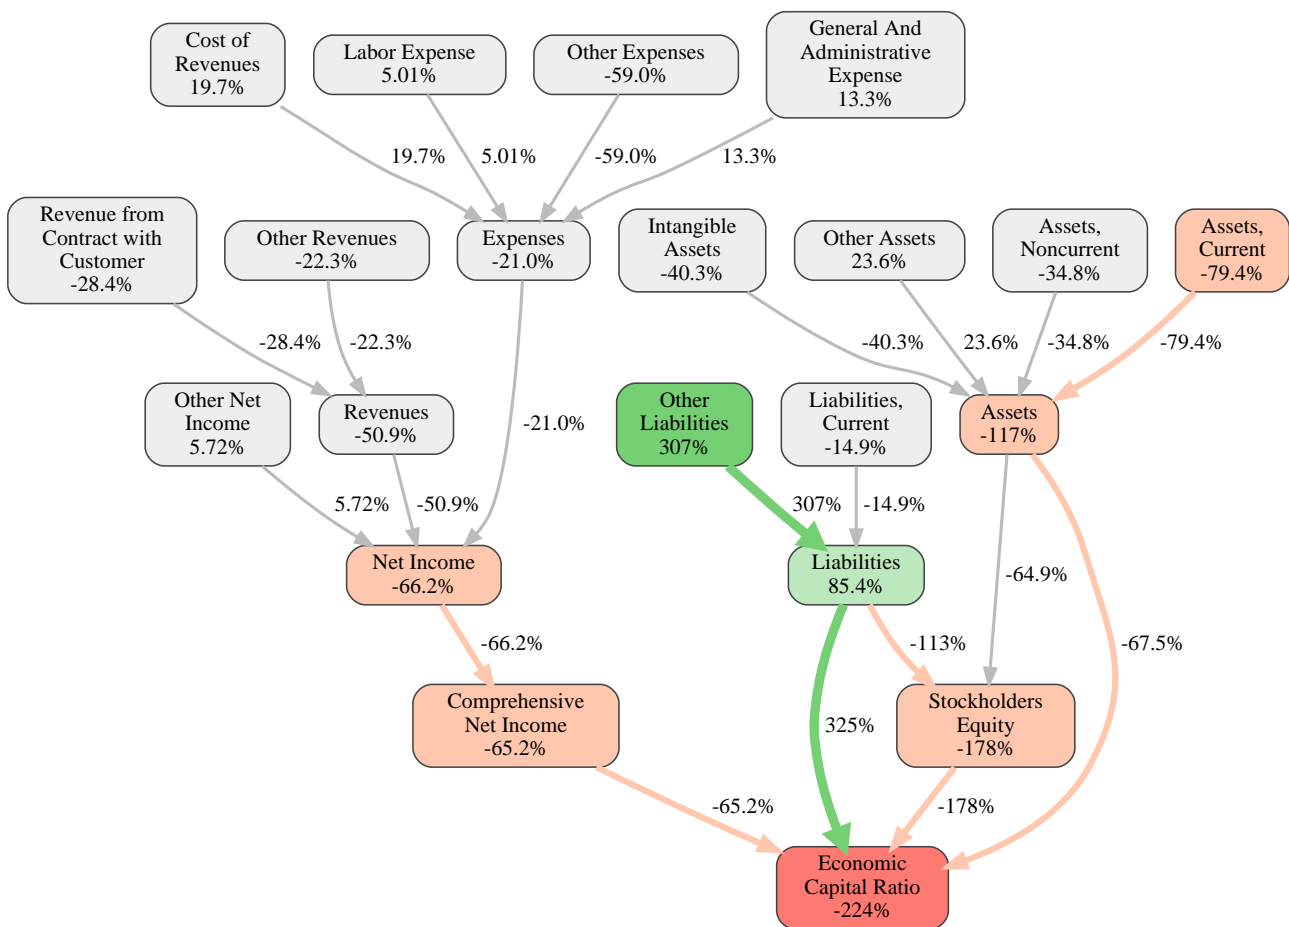 Cost of
Revenues
19.7%
Labor Expense
5.01%
Other Expenses
-59.0%
General And
Administrative
Expense
13.3%
19.7%
5.01%
-59.0%
13.3%
Revenue from
Contract with
Customer
-28.4%
Other Revenues
-22.3%
Expenses
-21.0%
Intangible
Assets
-40.3%
Other Assets
23.6%
Assets,
Noncurrent
-34.8%
Assets,
Current
-79.4%
-28.4%
-22.3%
-40.3%
23.6%
-34.8%
-79.4%
Other Net
Income
5.72%
Revenues
-50.9%
-21.0%
Other
Liabilities
307%
Liabilities,
Current
-14.9%
Assets
-117%
5.72%
-50.9%
307%
-14.9%
Net Income
-66.2%
Liabilities
85.4%
-64.9%
-66.2%
-113%
-67.5%
Comprehensive
Net Income
-65.2%
325%
Stockholders
Equity
-178%
-65.2%
-178%
Economic
Capital Ratio
-224%